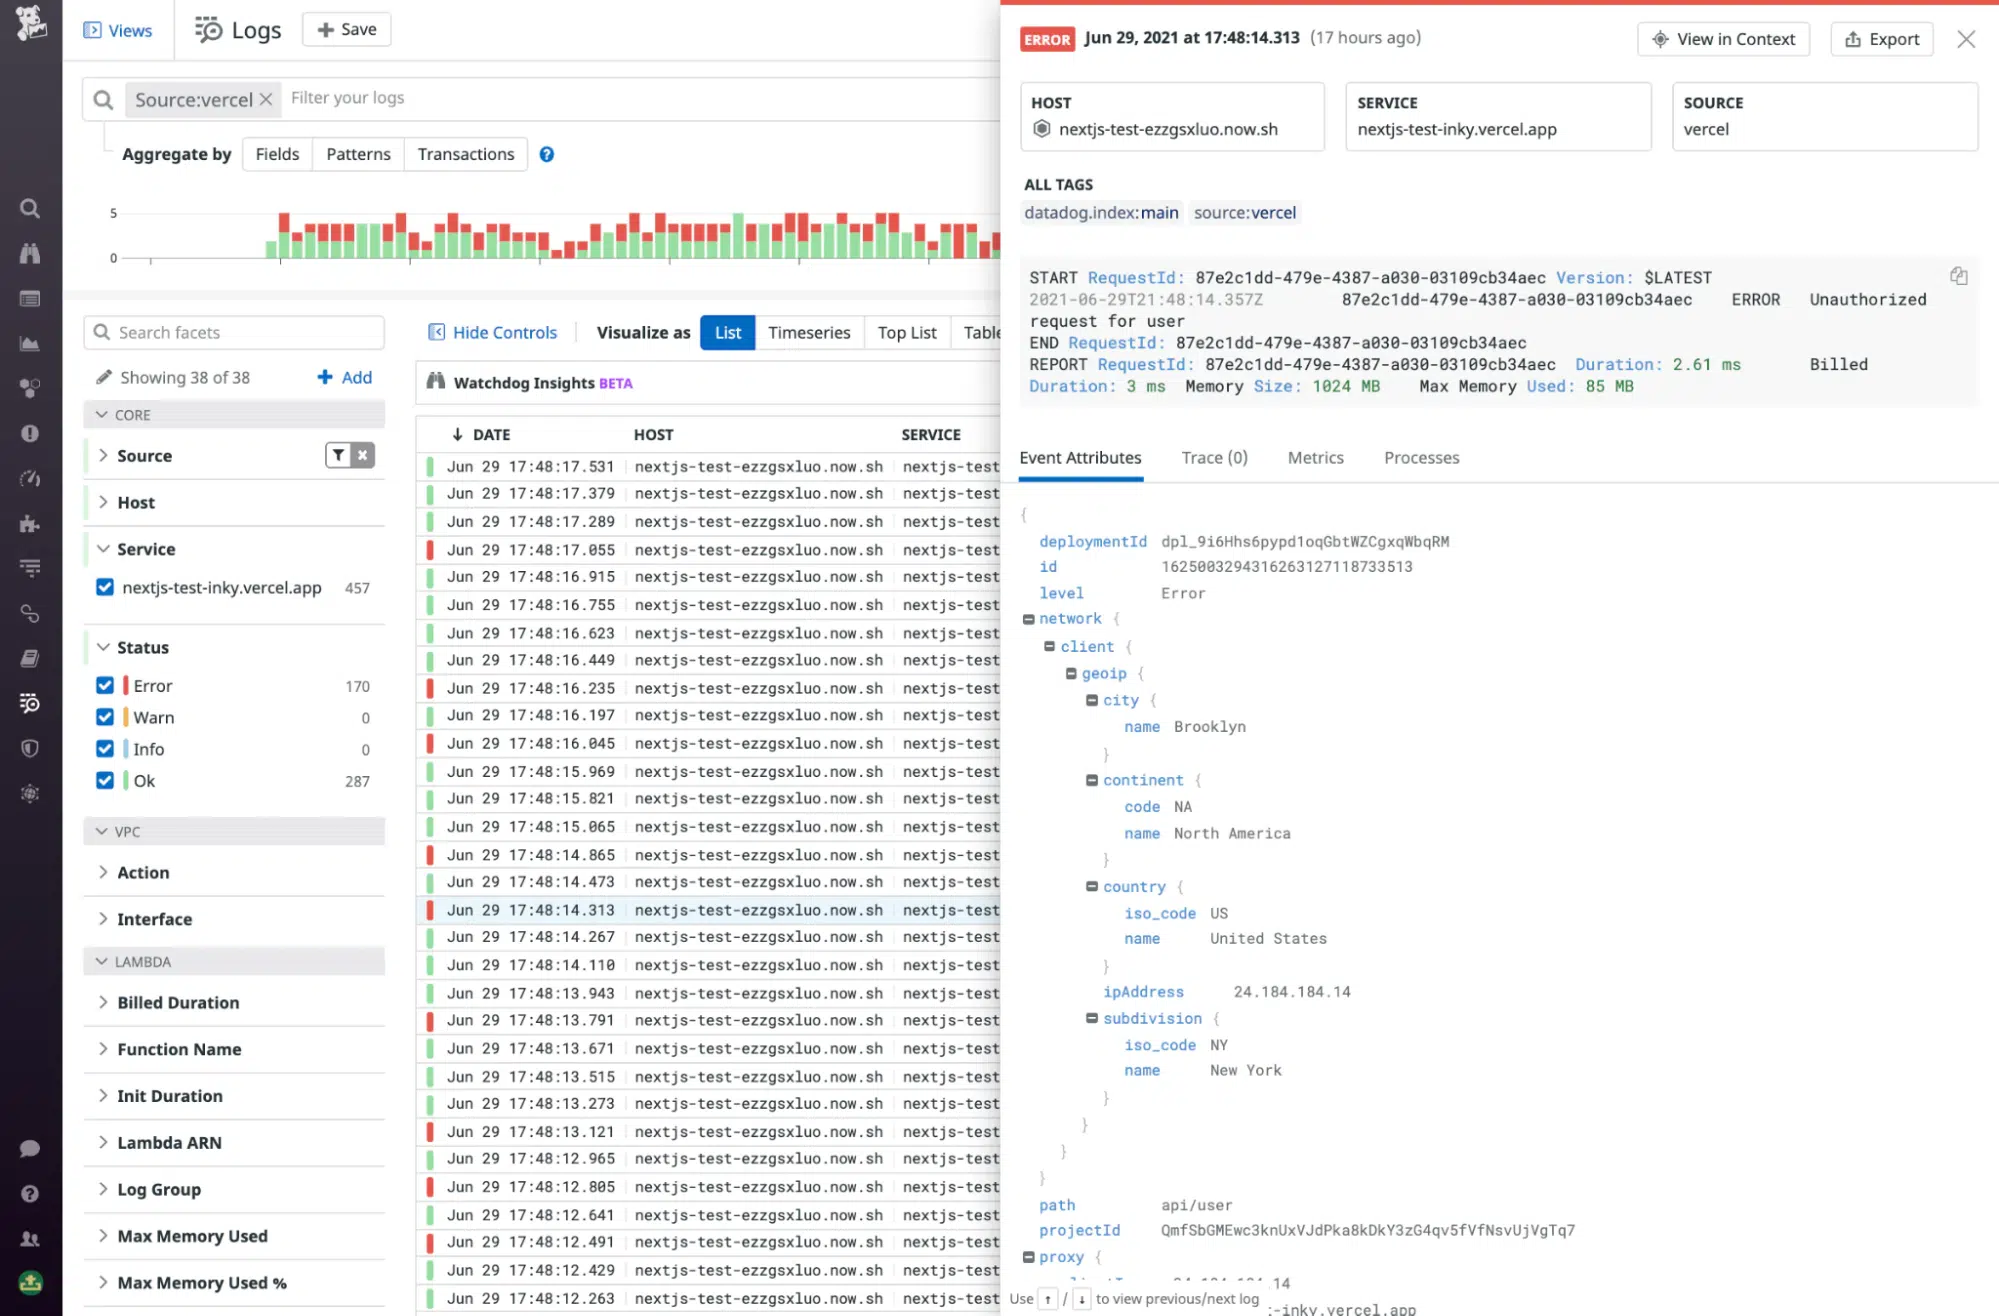 Views
Logs
Save
Source:vercel
Filter your logs
Aggregate by
Fields
Patterns
Transactions
5
0
Search facets
Showing 38 of 38
Add
CORE
Source
Host
Service
nextjs-test-inky.vercel.app 457
Status
Error 170
Warn 0
Info 0
Ok 287
VPC
Action
Interface
LAMBDA
Billed Duration
Function Name
Init Duration
Lambda ARN
Log Group
Max Memory Used
Max Memory Used %
Hide Controls
Visualize as
List
Timeseries
Top List
Table
Watchdog Insights BETA
DATE HOST SERVICE
Jun 29 17:48:17.531 nextjs-test-ezzgsxluo.now.sh nextjs-test
Jun 29 17:48:17.379 nextjs-test-ezzgsxluo.now.sh nextjs-test
Jun 29 17:48:17.289 nextjs-test-ezzgsxluo.now.sh nextjs-test
Jun 29 17:48:17.055 nextjs-test-ezzgsxluo.now.sh nextjs-test
Jun 29 17:48:16.915 nextjs-test-ezzgsxluo.now.sh nextjs-test
Jun 29 17:48:16.755 nextjs-test-ezzgsxluo.now.sh nextjs-test
Jun 29 17:48:16.623 nextjs-test-ezzgsxluo.now.sh nextjs-test
Jun 29 17:48:16.449 nextjs-test-ezzgsxluo.now.sh nextjs-test
Jun 29 17:48:16.235 nextjs-test-ezzgsxluo.now.sh nextjs-test
Jun 29 17:48:16.197 nextjs-test-ezzgsxluo.now.sh nextjs-test
Jun 29 17:48:16.045 nextjs-test-ezzgsxluo.now.sh nextjs-test
Jun 29 17:48:15.969 nextjs-test-ezzgsxluo.now.sh nextjs-test
Jun 29 17:48:15.821 nextjs-test-ezzgsxluo.now.sh nextjs-test
Jun 29 17:48:15.065 nextjs-test-ezzgsxluo.now.sh nextjs-test
Jun 29 17:48:14.865 nextjs-test-ezzgsxluo.now.sh nextjs-test
Jun 29 17:48:14.473 nextjs-test-ezzgsxluo.now.sh nextjs-test
Jun 29 17:48:14.313 nextjs-test-ezzgsxluo.now.sh nextjs-test
Jun 29 17:48:14.267 nextjs-test-ezzgsxluo.now.sh nextjs-test
Jun 29 17:48:14.110 nextjs-test-ezzgsxluo.now.sh nextjs-test
Jun 29 17:48:13.943 nextjs-test-ezzgsxluo.now.sh nextjs-test
Jun 29 17:48:13.791 nextjs-test-ezzgsxluo.now.sh nextjs-test
Jun 29 17:48:13.671 nextjs-test-ezzgsxluo.now.sh nextjs-test
Jun 29 17:48:13.515 nextjs-test-ezzgsxluo.now.sh nextjs-test
Jun 29 17:48:13.273 nextjs-test-ezzgsxluo.now.sh nextjs-test
Jun 29 17:48:13.121 nextjs-test-ezzgsxluo.now.sh nextjs-test
Jun 29 17:48:12.965 nextjs-test-ezzgsxluo.now.sh nextjs-test
Jun 29 17:48:12.805 nextjs-test-ezzgsxluo.now.sh nextjs-test
Jun 29 17:48:12.641 nextjs-test-ezzgsxluo.now.sh nextjs-test
Jun 29 17:48:12.491 nextjs-test-ezzgsxluo.now.sh nextjs-test
Jun 29 17:48:12.429 nextjs-test-ezzgsxluo.now.sh nextjs-test
Jun 29 17:48:12.263 nextjs-test-ezzgsxluo.now.sh nextjs-test
ERROR Jun 29, 2021 at 17:48:14.313 (17 hours ago)
View in Context
Export
HOST
nextjs-test-ezzgsxluo.now.sh
SERVICE
nextjs-test-inky.vercel.app
SOURCE
vercel
ALL TAGS
datadog.index:main source:vercel
START RequestId: 87e2c1dd-479e-4387-a030-03109cb34aec Version: $LATEST
2021-06-29T21:48:14.357Z 87e2c1dd-479e-4387-a030-03109cb34aec ERROR Unauthorized
request for user
END RequestId: 87e2c1dd-479e-4387-a030-03109cb34aec
REPORT RequestId: 87e2c1dd-479e-4387-a030-03109cb34aec Duration: 2.61 ms Billed
Duration: 3 ms Memory Size: 1024 MB Max Memory Used: 85 MB
Event Attributes
Trace (0)
Metrics
Processes
{
deploymentId dpl_9i6Hhs6pypd1oqGbtWZCgxqWbqRM
id 1625003294316263127118733513
level Error
network {
client {
geoip {
city {
name Brooklyn
}
continent {
code NA
name North America
}
country {
iso_code US
name United States
}
ipAddress 24.184.184.14
subdivision {
iso_code NY
name New York
}
}
}
}
path api/user
projectId QmfSbGMEwc3knUxVJdPka8kDkY3zG4qv5fVfNsvUjVgTq7
proxy {
Use ↑ / ↓ to view previous/next log
-inky.vercel.app